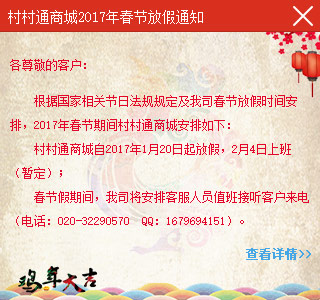 村村通商城2017年春节放假通知
各尊敬的客户：
根据国家相关节日法规规定及我司春节放假时间安
排，2017年春节期间村村通商城安排如下：
村村通商城自2017年1月20日起放假，2月4日上班
（暂定）；
春节假期间，我司将安排客服人员值班接听客户来电
（电话：020-32290570　QQ：1679694151）。
查看详情>>
鸡年大吉